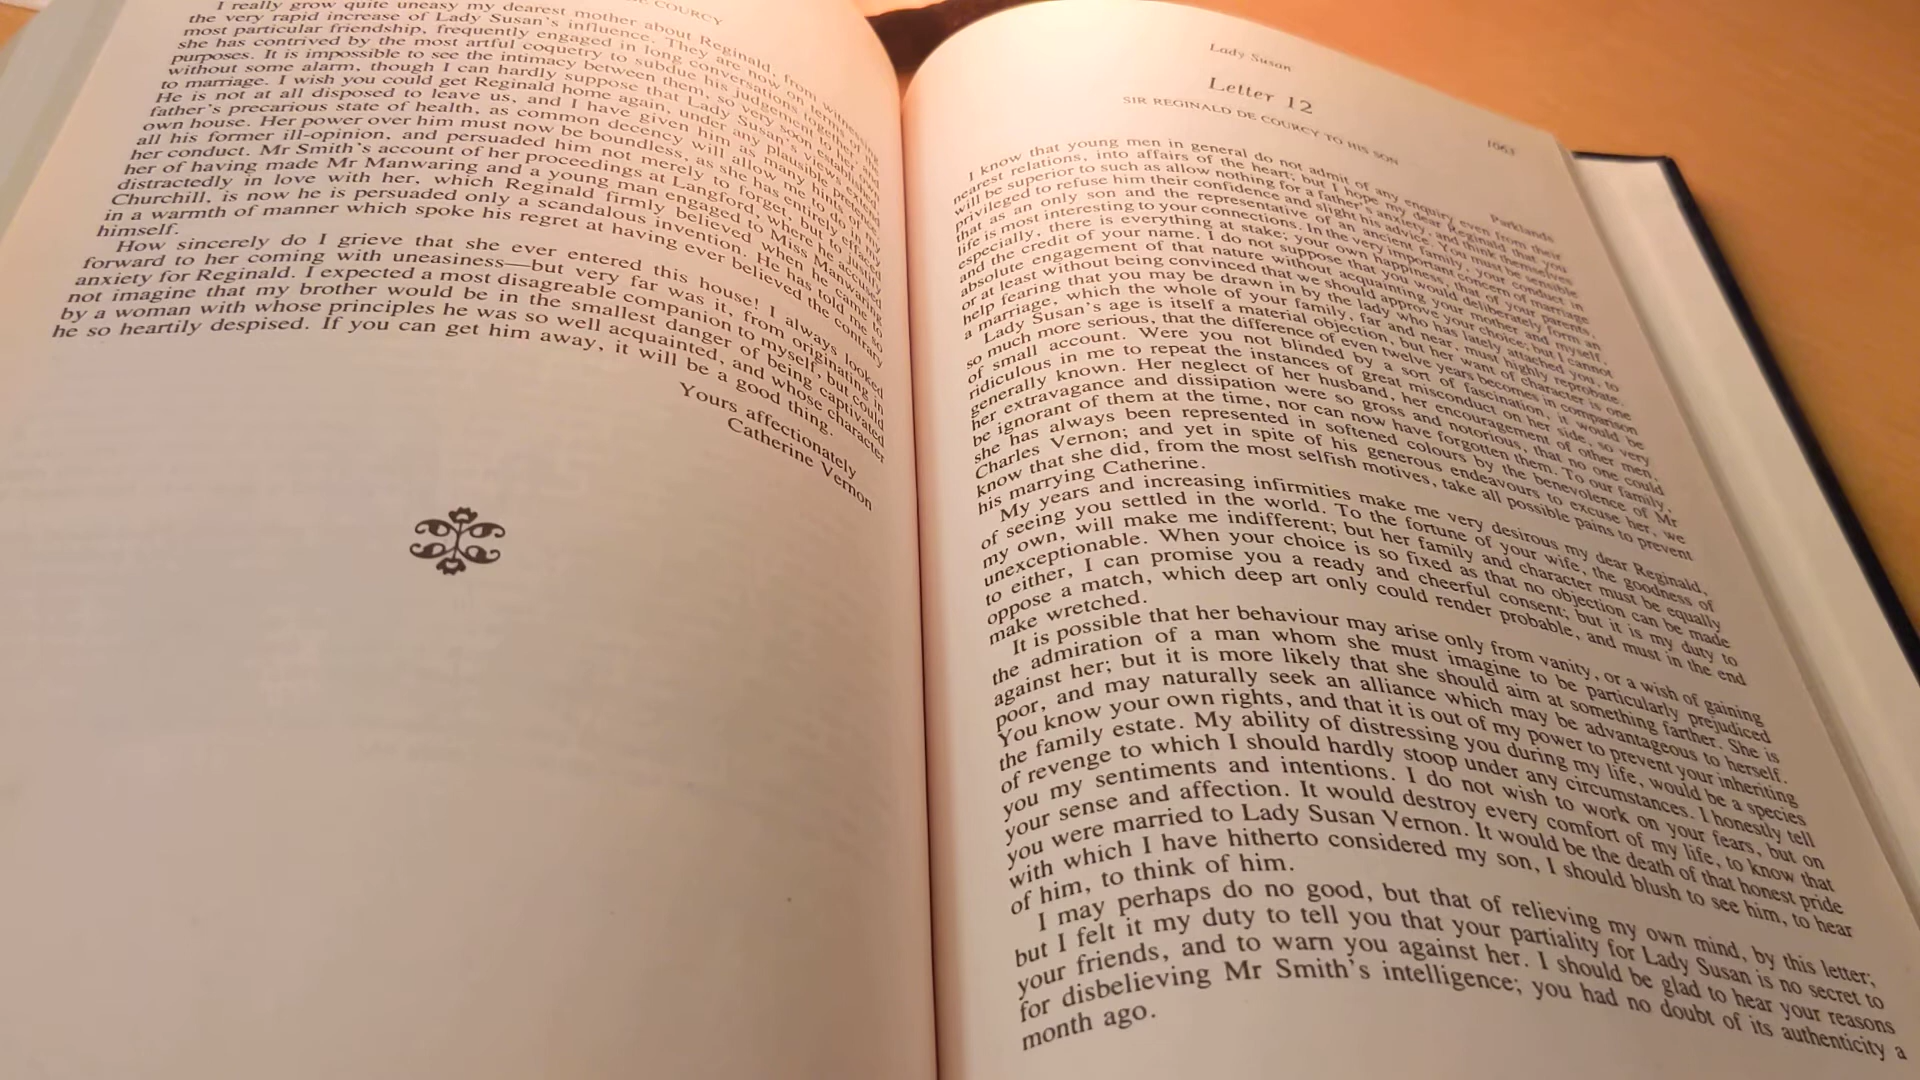 DE COURCY
I really grow quite uneasy my dearest mother about Reginald, from witnessing
the very rapid increase of Lady Susan's influence. They are now on terms of the
most particular friendship, frequently engaged in long conversations together, and
she has contrived by the most artful coquetry to subdue his judgement to her own
purposes. It is impossible to see the intimacy between them, so very soon established,
without some alarm, though I can hardly suppose that Lady Susan's views extend
to marriage. I wish you could get Reginald home again, under any plausible pretence.
He is not at all disposed to leave us, and I have given him as many hints of my
father's precarious state of health, as common decency will allow me to do in my
own house. Her power over him must now be boundless, as she has entirely effaced
all his former ill-opinion, and persuaded him not merely to forget, but to justify
her conduct. Mr Smith's account of her proceedings at Langford, where he accused
her of having made Mr Manwaring and a young man engaged to Miss Manwaring
distractedly in love with her, which Reginald firmly believed when he came to
Churchill, is now he is persuaded only a scandalous invention. He has told me so
in a warmth of manner which spoke his regret at having ever believed the contrary
himself.
How sincerely do I grieve that she ever entered this house! I always looked
forward to her coming with uneasiness—but very far was it, from originating in
anxiety for Reginald. I expected a most disagreeable companion to myself, but could
not imagine that my brother would be in the smallest danger of being captivated
by a woman with whose principles he was so well acquainted, and whose character
he so heartily despised. If you can get him away, it will be a good thing.
Yours affectionately
Catherine Vernon
Lady Susan
1063
Letter 12
SIR REGINALD DE COURCY TO HIS SON
Parklands
I know that young men in general do not admit of any enquiry even from their
nearest relations, into affairs of the heart; but I hope my dear Reginald that you
will be superior to such as allow nothing for a father's anxiety, and think themselves
privileged to refuse him their confidence and slight his advice. You must be sensible
that as an only son and the representative of an ancient family, your conduct in
life is most interesting to your connections. In the very important concern of marriage
especially, there is everything at stake; your own happiness, that of your parents,
and the credit of your name. I do not suppose that you would deliberately form an
absolute engagement of that nature without acquainting your mother and myself,
or at least without being convinced that we should approve your choice; but I cannot
help fearing that you may be drawn in by the lady who has lately attached you, to
a marriage, which the whole of your family, far and near, must highly reprobate.
Lady Susan's age is itself a material objection, but her want of character is one
so much more serious, that the difference of even twelve years becomes in comparison
of small account. Were you not blinded by a sort of fascination, it would be
ridiculous in me to repeat the instances of great misconduct on her side, so very
generally known. Her neglect of her husband, her encouragement of other men,
her extravagance and dissipation were so gross and notorious, that no one could
be ignorant of them at the time, nor can now have forgotten them. To our family,
she has always been represented in softened colours by the benevolence of Mr
Charles Vernon; and yet in spite of his generous endeavours to excuse her, we
know that she did, from the most selfish motives, take all possible pains to prevent
his marrying Catherine.
My years and increasing infirmities make me very desirous my dear Reginald,
of seeing you settled in the world. To the fortune of your wife, the goodness of
my own, will make me indifferent; but her family and character must be equally
unexceptionable. When your choice is so fixed as that no objection can be made
to either, I can promise you a ready and cheerful consent; but it is my duty to
oppose a match, which deep art only could render probable, and must in the end
make wretched.
It is possible that her behaviour may arise only from vanity, or a wish of gaining
the admiration of a man whom she must imagine to be particularly prejudiced
against her; but it is more likely that she should aim at something farther. She is
poor, and may naturally seek an alliance which may be advantageous to herself.
You know your own rights, and that it is out of my power to prevent your inheriting
the family estate. My ability of distressing you during my life, would be a species
of revenge to which I should hardly stoop under any circumstances. I honestly tell
you my sentiments and intentions. I do not wish to work on your fears, but on
your sense and affection. It would destroy every comfort of my life, to know that
you were married to Lady Susan Vernon. It would be the death of that honest pride
with which I have hitherto considered my son, I should blush to see him, to hear
of him, to think of him.
I may perhaps do no good, but that of relieving my own mind, by this letter;
but I felt it my duty to tell you that your partiality for Lady Susan is no secret to
your friends, and to warn you against her. I should be glad to hear your reasons
for disbelieving Mr Smith's intelligence; you had no doubt of its authenticity a
month ago.